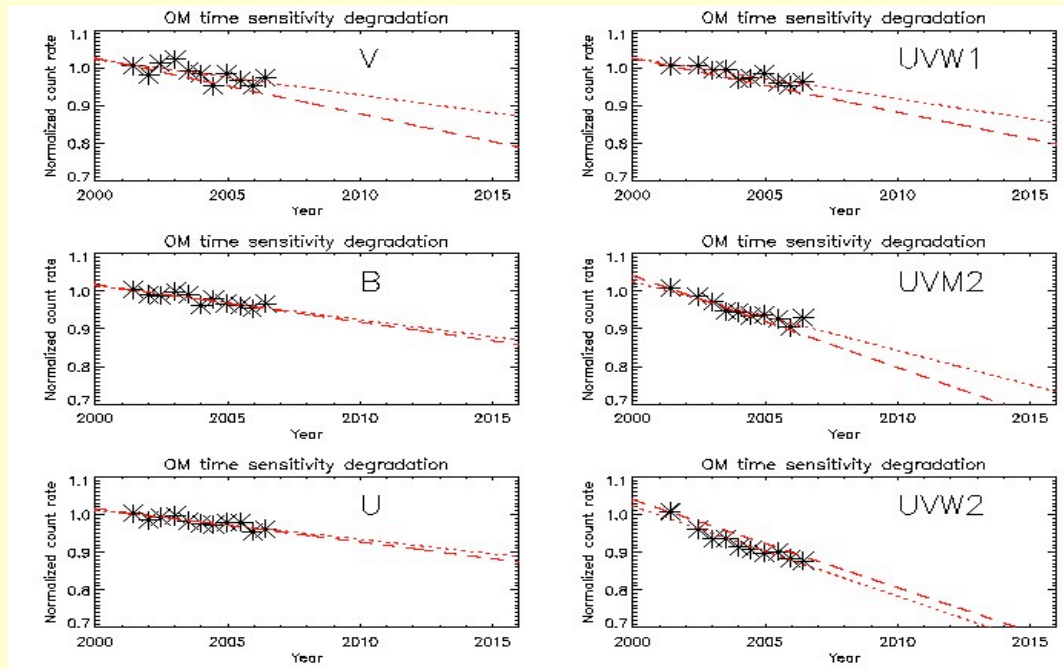 OM time sensitivity degradation
V
Normalized count rate
1.1
1.0
0.9
0.8
0.7
2000 2005 2010 2015
Year
OM time sensitivity degradation
UVW1
Normalized count rate
1.1
1.0
0.9
0.8
0.7
2000 2005 2010 2015
Year
OM time sensitivity degradation
B
Normalized count rate
1.1
1.0
0.9
0.8
0.7
2000 2005 2010 2015
Year
OM time sensitivity degradation
UVM2
Normalized count rate
1.1
1.0
0.9
0.8
0.7
2000 2005 2010 2015
Year
OM time sensitivity degradation
U
Normalized count rate
1.1
1.0
0.9
0.8
0.7
2000 2005 2010 2015
Year
OM time sensitivity degradation
UVW2
Normalized count rate
1.1
1.0
0.9
0.8
0.7
2000 2005 2010 2015
Year